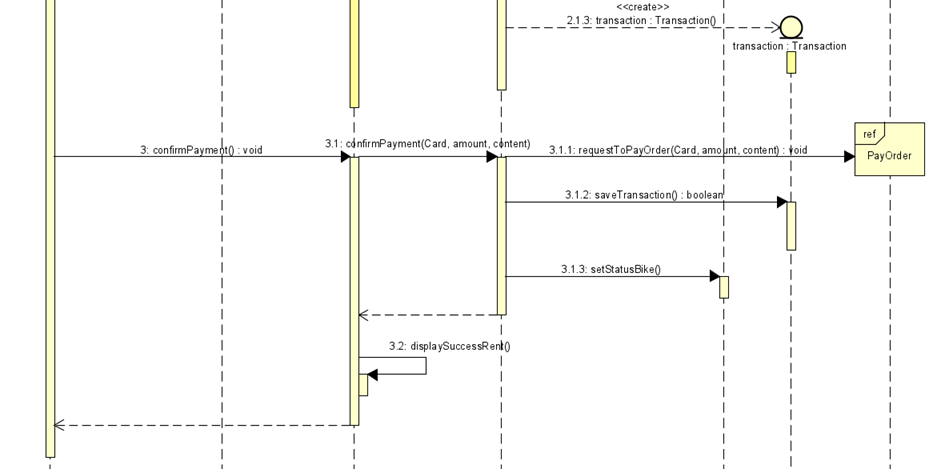 <<create>>
2.1.3: transaction : Transaction()
transaction : Transaction
ref
3: confirmPayment() : void
3.1: confirmPayment(Card, amount, content)
3.1.1: requestToPayOrder(Card, amount, content) : void
PayOrder
3.1.2: saveTransaction() : boolean
3.1.3: setStatusBike()
3.2: displaySuccessRent()